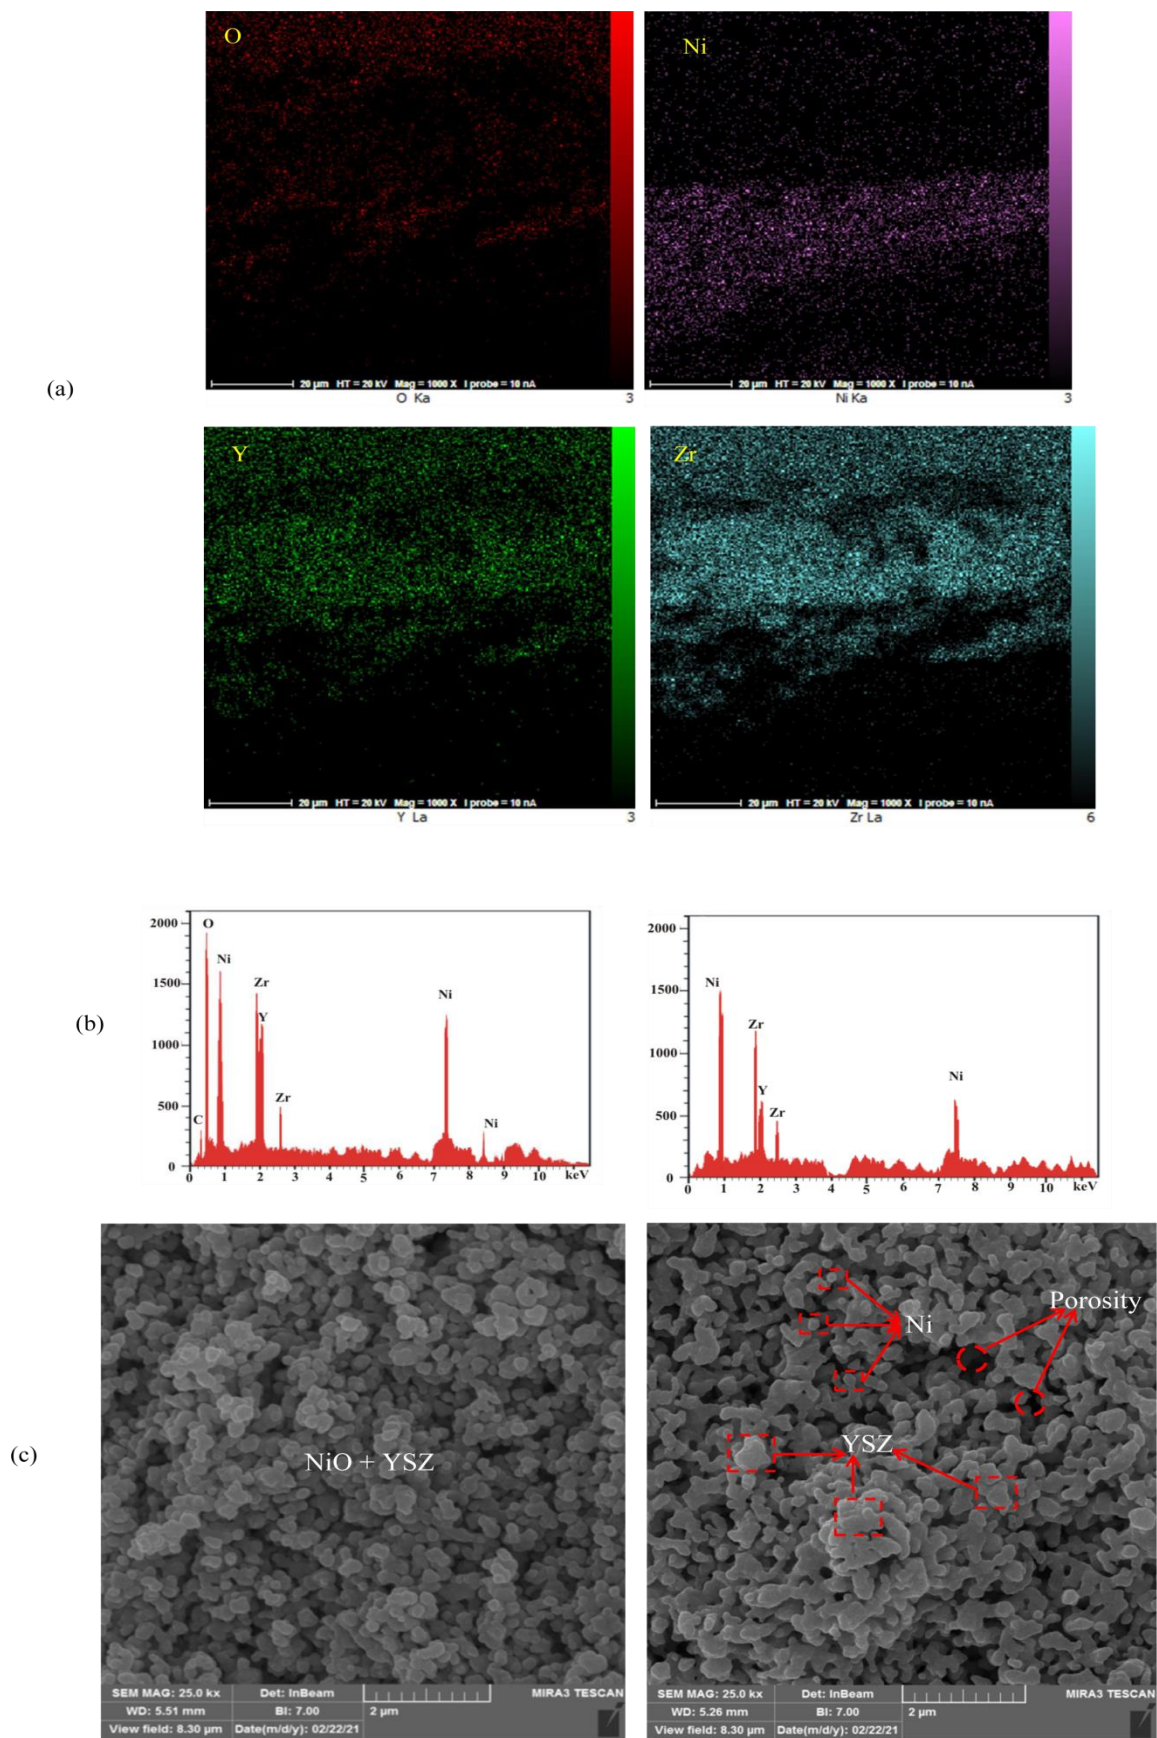 O
Ni
20 µm HT = 20 kV Mag = 1000 X I probe = 10 nA
O Ka 3
20 µm HT = 20 kV Mag = 1000 X I probe = 10 nA
Ni Ka 3
(a)
Y
Zr
20 µm HT = 20 kV Mag = 1000 X I probe = 10 nA
Y La 3
20 µm HT = 20 kV Mag = 1000 X I probe = 10 nA
Zr La 6
(b)
2000
1500
1000
500
0
O
Ni
Zr
Y
Ni
Zr
C
Ni
0 1 2 3 4 5 6 7 8 9 10 keV
2000
1500
1000
500
0
Ni
Zr
Y
Zr
Ni
0 1 2 3 4 5 6 7 8 9 10 keV
(c)
NiO + YSZ
SEM MAG: 25.0 kx Det: InBeam MIRA3 TESCAN
WD: 5.51 mm BI: 7.00 2 µm
View field: 8.30 µm Date(m/d/y): 02/22/21
Porosity
Ni
YSZ
SEM MAG: 25.0 kx Det: InBeam MIRA3 TESCAN
WD: 5.26 mm BI: 7.00 2 µm
View field: 8.30 µm Date(m/d/y): 02/22/21